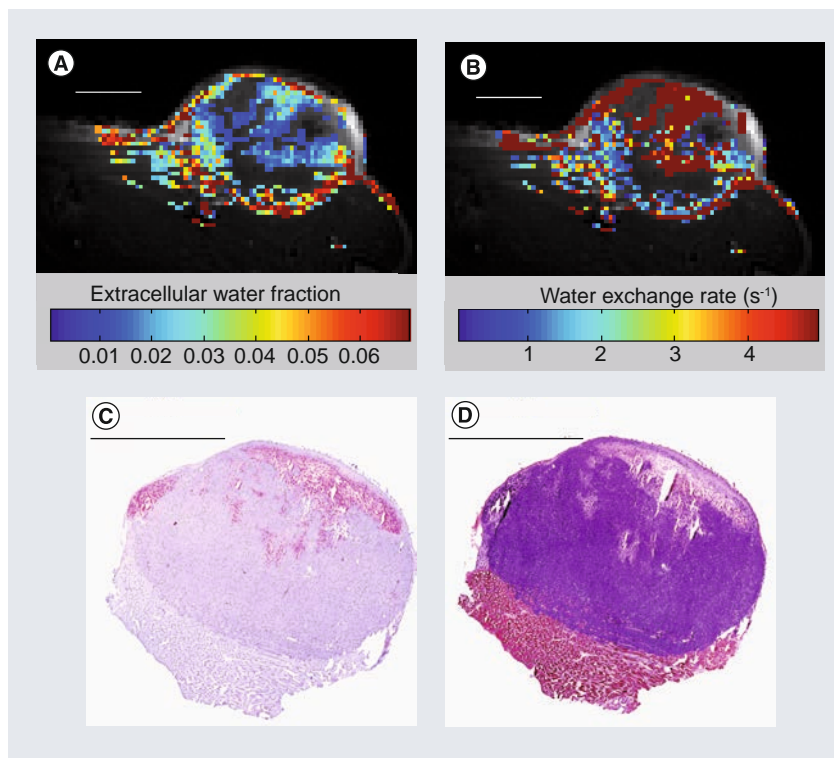 A
B
Extracellular water fraction
0.01 0.02 0.03 0.04 0.05 0.06
Water exchange rate (s⁻¹)
1 2 3 4
C
D